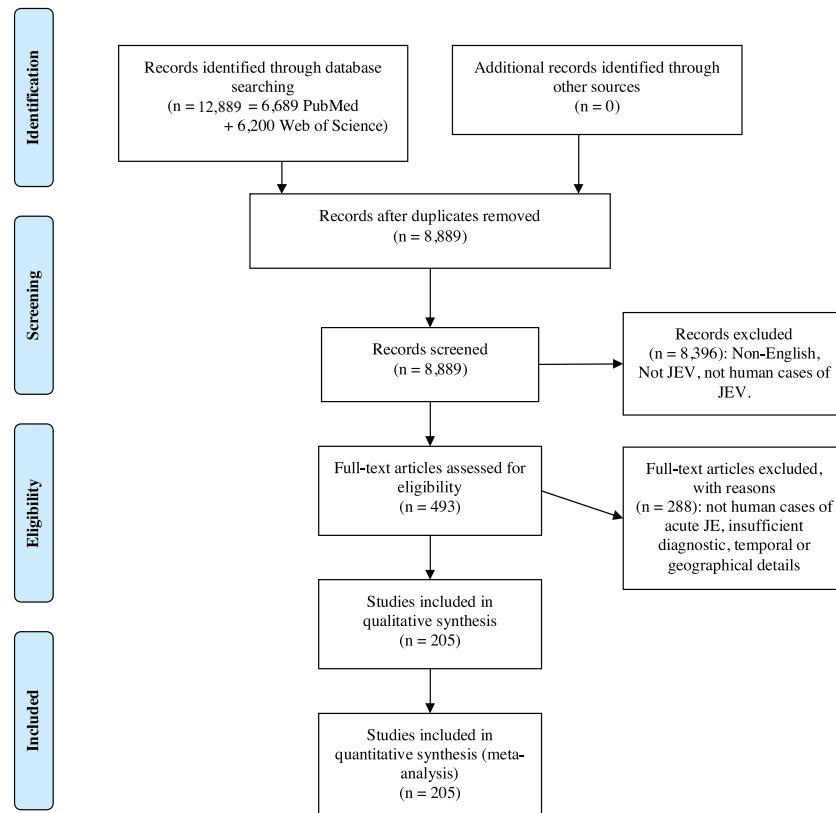 Identification
Records identified through database
searching
(n = 12,889 = 6,689 PubMed
+ 6,200 Web of Science)
Additional records identified through
other sources
(n = 0)
Records after duplicates removed
(n = 8,889)
Screening
Records screened
(n = 8,889)
Records excluded
(n = 8,396): Non-English,
Not JEV, not human cases of
JEV.
Eligibility
Full-text articles assessed for
eligibility
(n = 493)
Full-text articles excluded,
with reasons
(n = 288): not human cases of
acute JE, insufficient
diagnostic, temporal or
geographical details
Studies included in
qualitative synthesis
(n = 205)
Included
Studies included in
quantitative synthesis (meta-
analysis)
(n = 205)